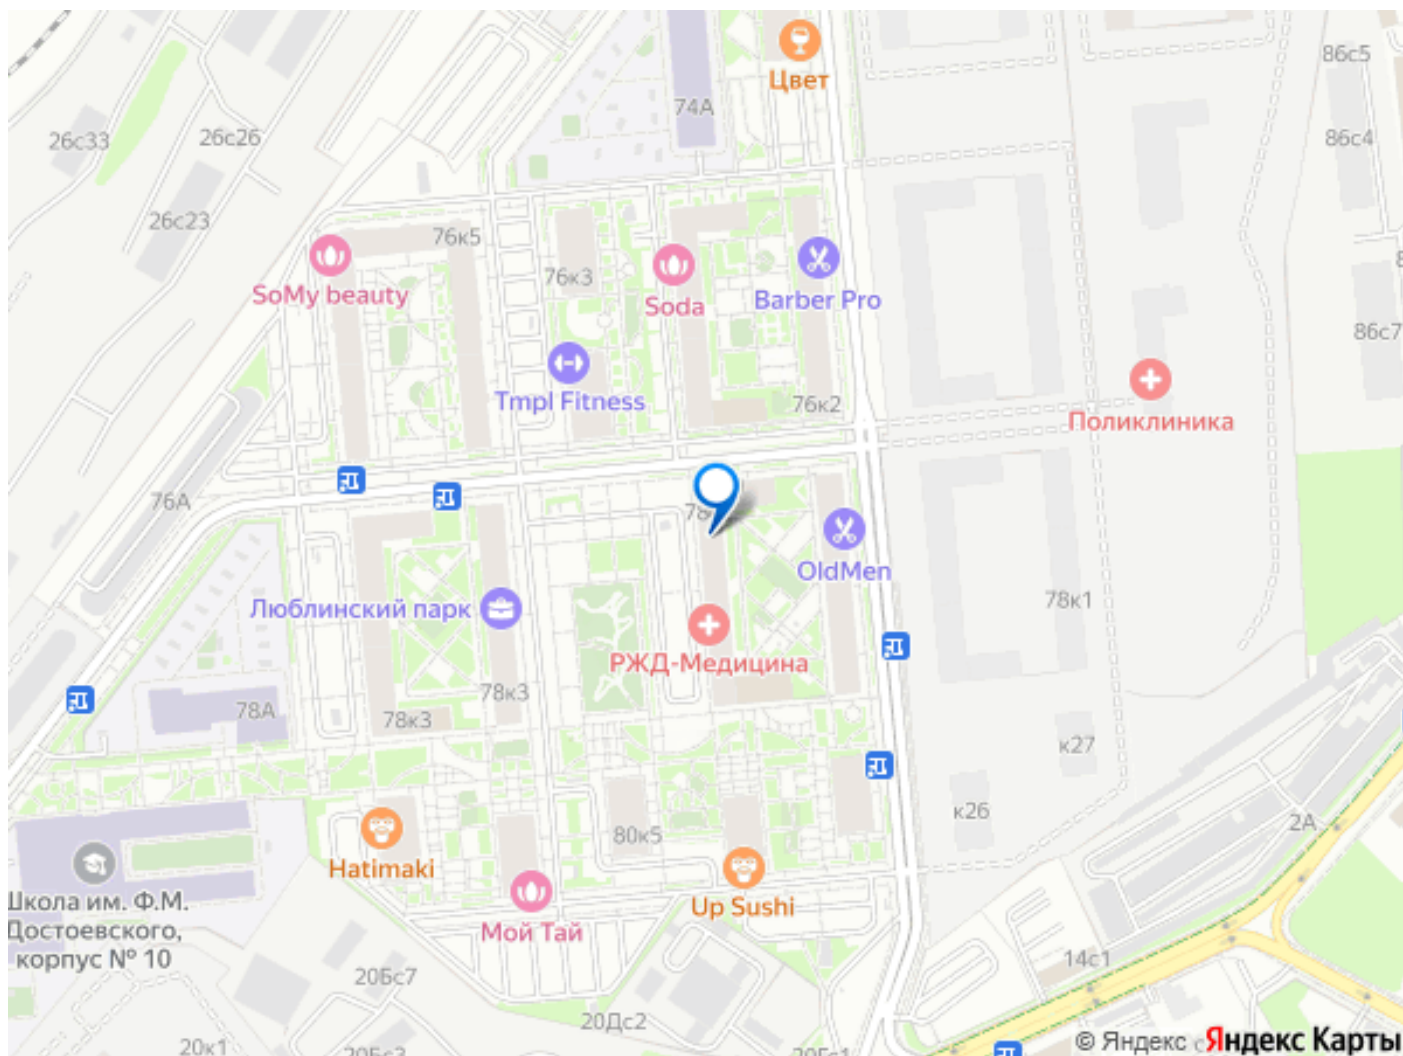 86с5
Цвет
74А
26с33
26с26
86с4
26с23
76к5
76к3
SoMy beauty
Soda
Barber Pro
86с7
Tmpl Fitness
76к2
Поликлиника
76А
OldMen
Люблинский парк
78к1
РЖД-Медицина
78к3
78А
78к3
к27
к26
2А
80к5
Hatimaki
Школа им. Ф.М.
Достоевского,
корпус № 10
Up Sushi
Мой Тай
14с1
20Бс7
20Дс2
20к1
© Яндекс
Яндекс Карты